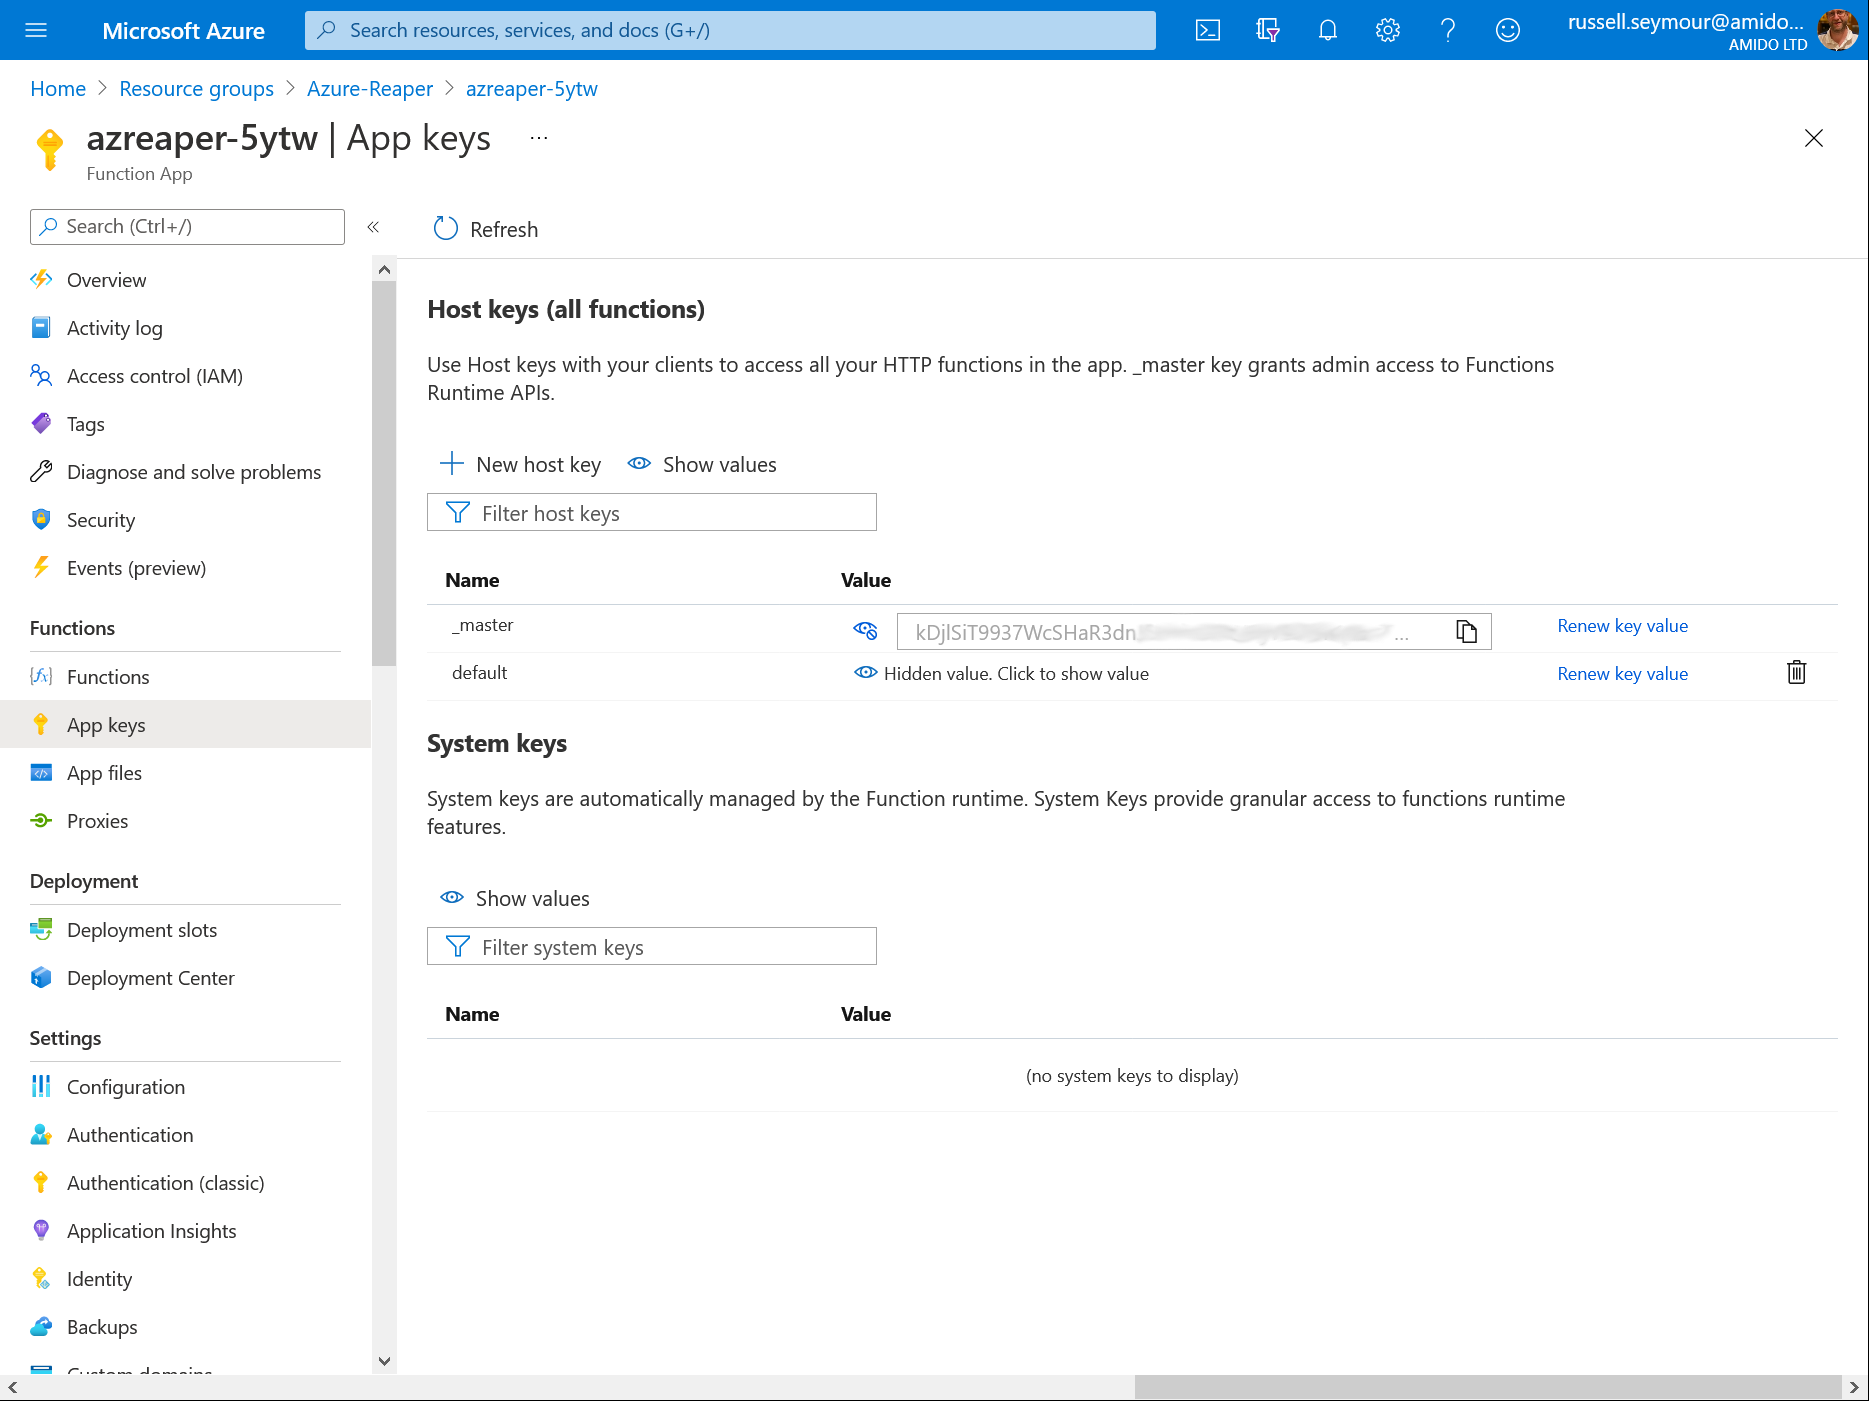 Microsoft Azure
Search resources, services, and docs (G+/)
russell.seymour@amido...
AMIDO LTD
Home > Resource groups > Azure-Reaper > azreaper-5ytw
azreaper-5ytw | App keys ...
Function App
Search (Ctrl+/)
«
Refresh
Overview
Activity log
Access control (IAM)
Tags
Diagnose and solve problems
Security
Events (preview)
Functions
Functions
App keys
App files
Proxies
Deployment
Deployment slots
Deployment Center
Settings
Configuration
Authentication
Authentication (classic)
Application Insights
Identity
Backups
Custom domains
Host keys (all functions)
Use Host keys with your clients to access all your HTTP functions in the app. _master key grants admin access to Functions
Runtime APIs.
New host key
Show values
Filter host keys
Name Value
_master kDjlSiT9937WcSHaR3dn ... Renew key value
default Hidden value. Click to show value Renew key value
System keys
System keys are automatically managed by the Function runtime. System Keys provide granular access to functions runtime
features.
Show values
Filter system keys
Name Value
(no system keys to display)